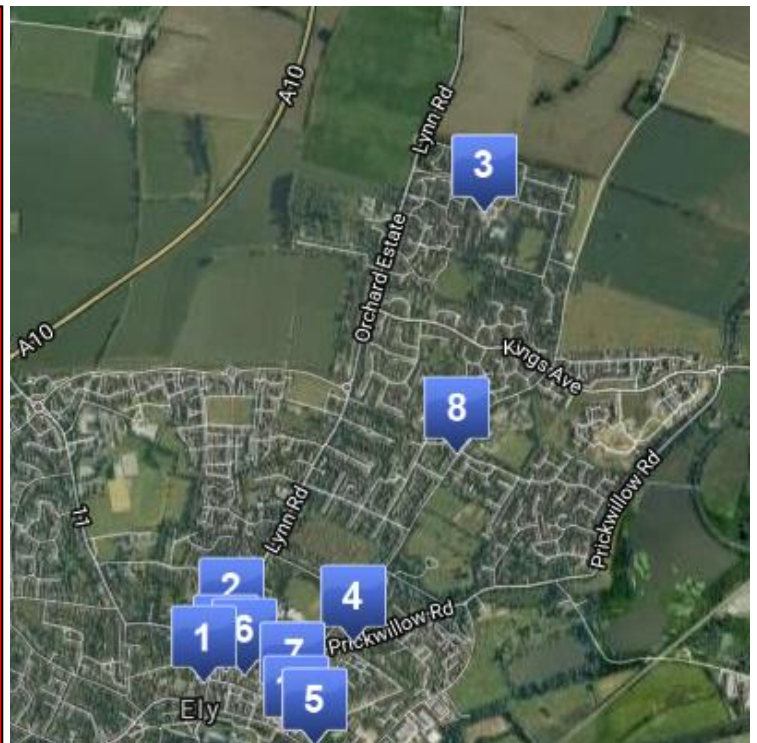 A10
Lynn Rd
3
Orchard Estate
A10
Kings Ave
8
11
Lynn Rd
Prickwillow Rd
2
4
6
1
Prickwillow Rd
7
5
Ely